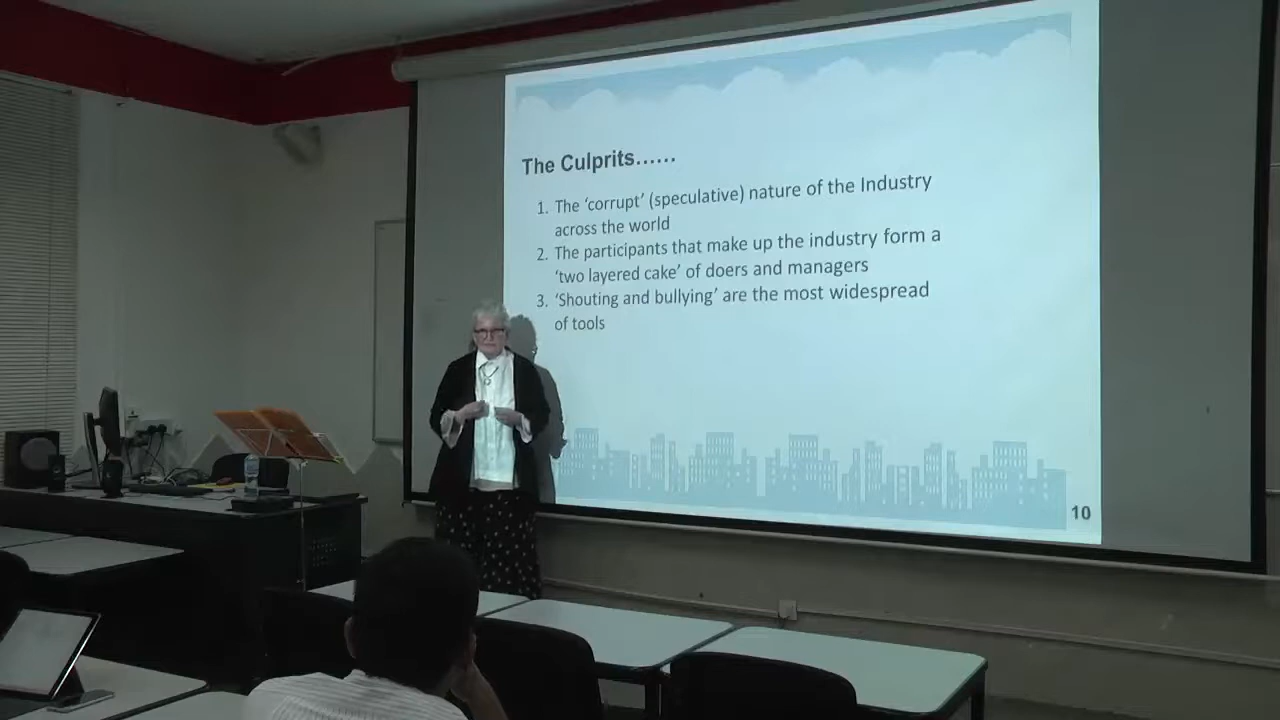 The Culprits......
1. The ‘corrupt’ (speculative) nature of the Industry
across the world
2. The participants that make up the industry form a
‘two layered cake’ of doers and managers
3. ‘Shouting and bullying’ are the most widespread
of tools
10